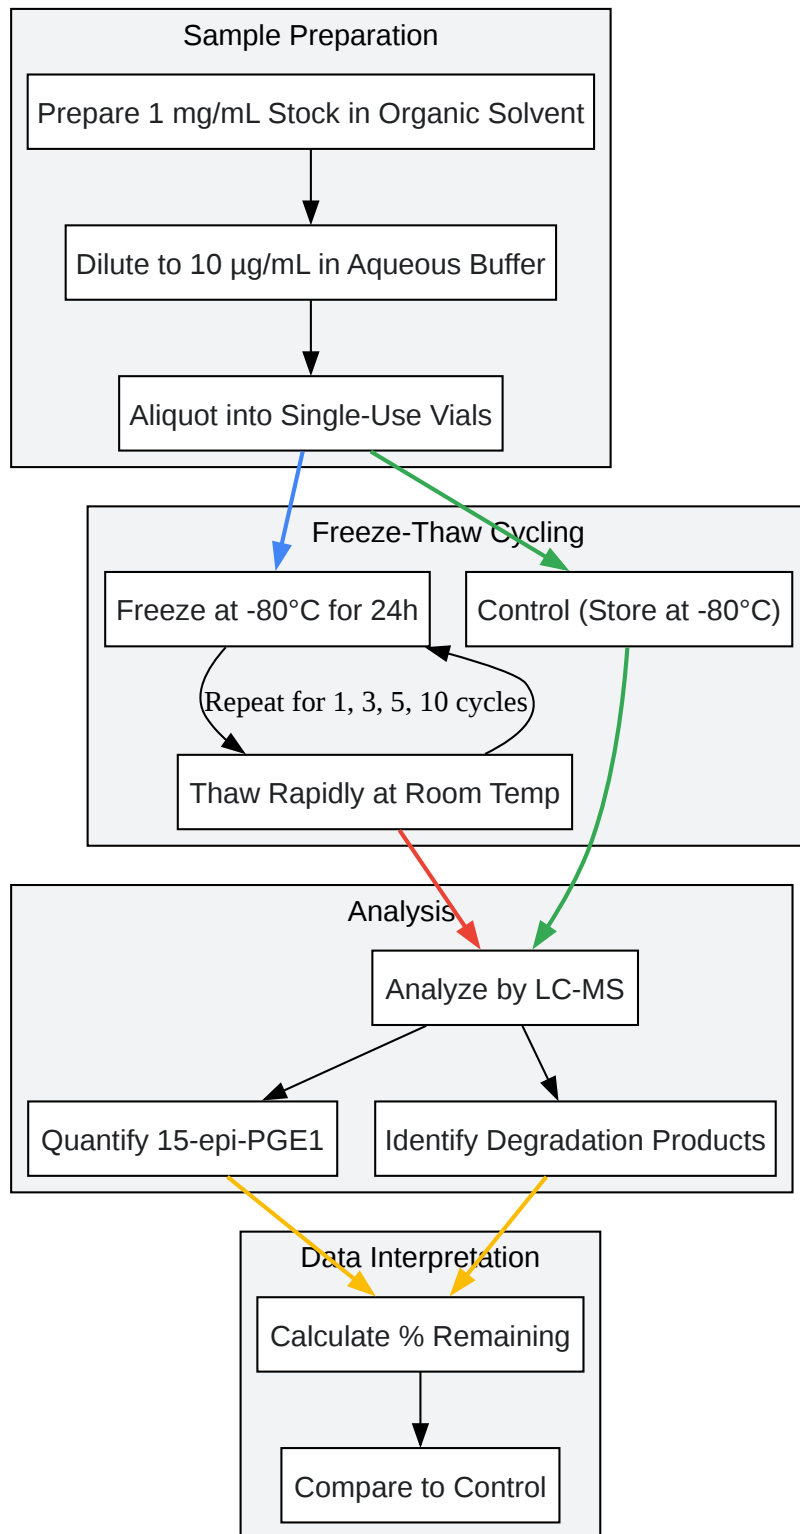 Sample Preparation
Prepare 1 mg/mL Stock in Organic Solvent
Dilute to 10 µg/mL in Aqueous Buffer
Aliquot into Single-Use Vials
Freeze-Thaw Cycling
Freeze at -80°C for 24h
Control (Store at -80°C)
Repeat for 1, 3, 5, 10 cycles
Thaw Rapidly at Room Temp
Analysis
Analyze by LC-MS
Quantify 15-epi-PGE1
Identify Degradation Products
Data Interpretation
Calculate % Remaining
Compare to Control